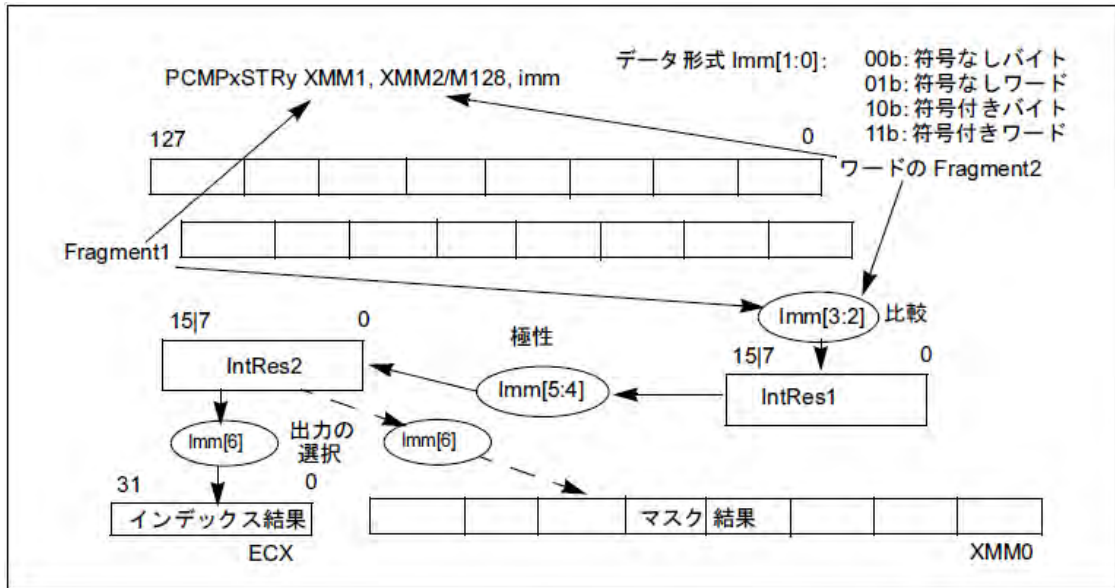 データ形式 Imm[1:0]: 00b: 符号なしバイト
PCMPxSTRy XMM1, XMM2/M128, imm
01b: 符号なしワード
10b: 符号付きバイト
11b: 符号付きワード
127 0
ワードの Fragment2
Fragment1
Imm[3:2] 比較
15|7 0
極性
15|7 0
IntRes2
Imm[5:4]
IntRes1
Imm[6]
出力の
選択
Imm[6]
31 0
インデックス結果
マスク 結果
ECX
XMM0